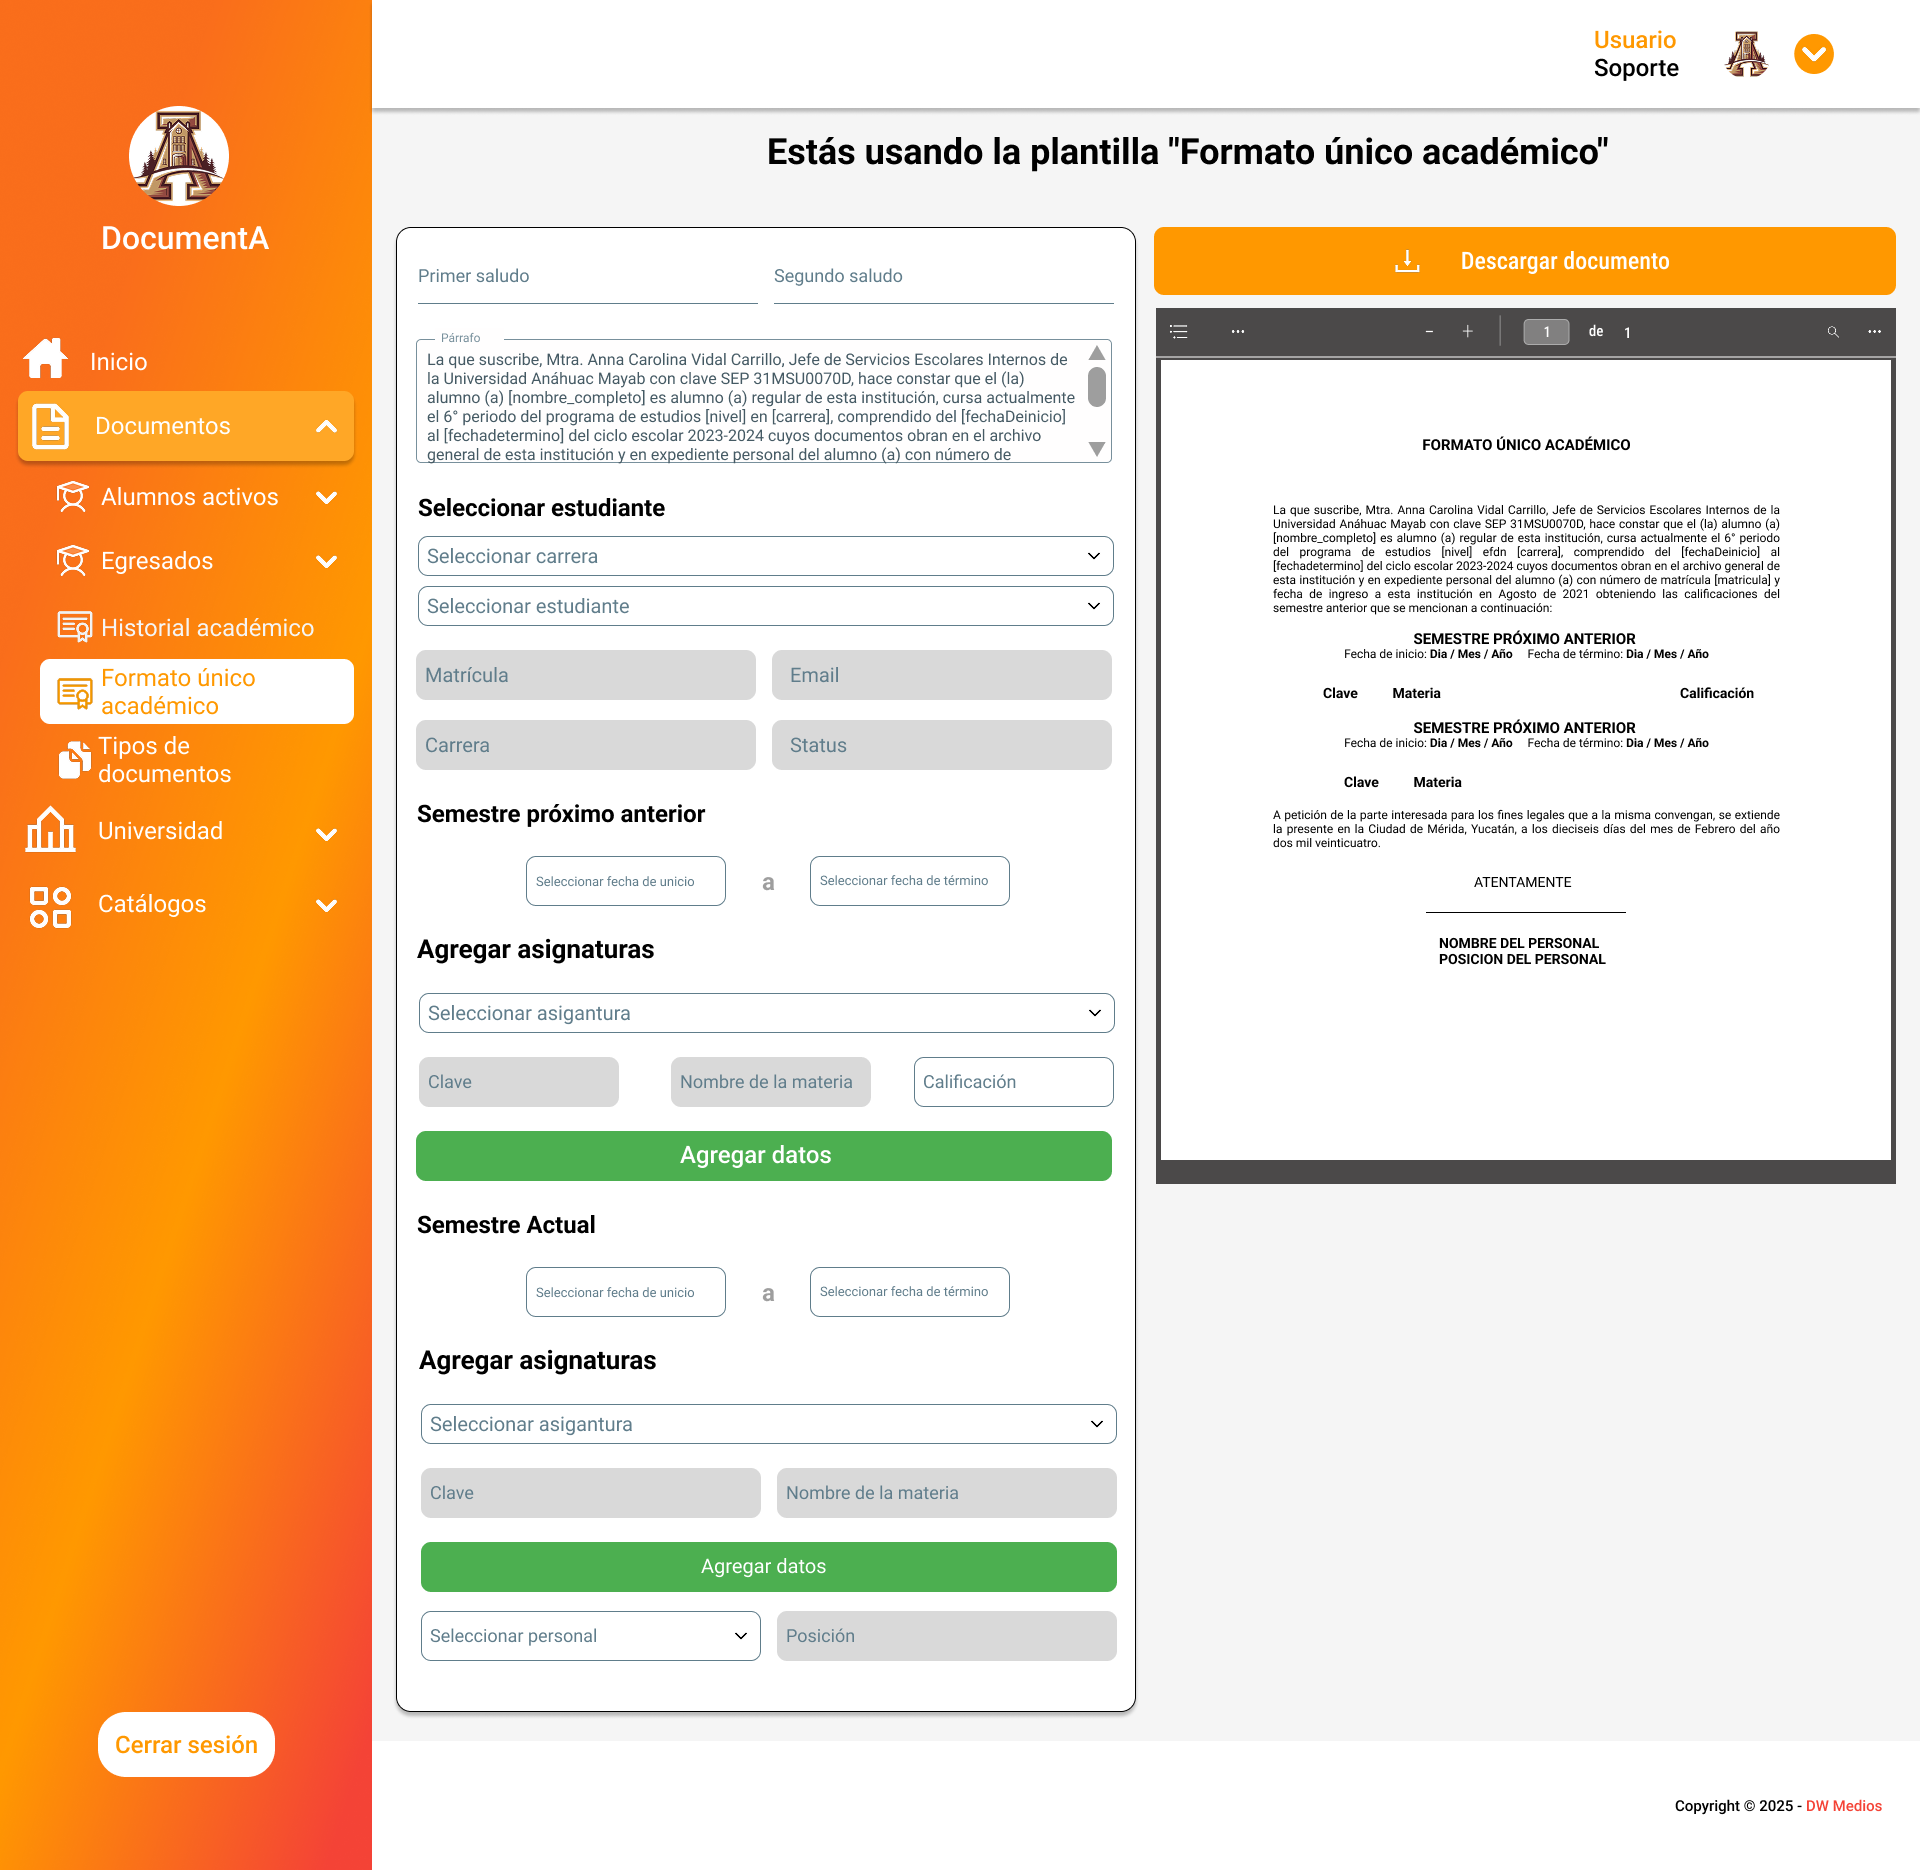 Usuario
Soporte
DocumentA
Inicio
Documentos
Alumnos activos
Egresados
Historial académico
Formato único
académico
Tipos de
documentos
Universidad
Catálogos
Cerrar sesión
Estás usando la plantilla "Formato único académico"
Primer saludo
Segundo saludo
Párrafo
La que suscribe, Mtra. Anna Carolina Vidal Carrillo, Jefe de Servicios Escolares Internos de
la Universidad Anáhuac Mayab con clave SEP 31MSU0070D, hace constar que el (la)
alumno (a) [nombre_completo] es alumno (a) regular de esta institución, cursa actualmente
el 6° periodo del programa de estudios [nivel] en [carrera], comprendido del [fechaDeinicio]
al [fechadetermino] del ciclo escolar 2023-2024 cuyos documentos obran en el archivo
general de esta institución y en expediente personal del alumno (a) con número de
Seleccionar estudiante
Seleccionar carrera
Seleccionar estudiante
Matrícula
Email
Carrera
Status
Semestre próximo anterior
Seleccionar fecha de unicio
a
Seleccionar fecha de término
Agregar asignaturas
Seleccionar asigantura
Clave
Nombre de la materia
Calificación
Agregar datos
Semestre Actual
Seleccionar fecha de unicio
a
Seleccionar fecha de término
Agregar asignaturas
Seleccionar asigantura
Clave
Nombre de la materia
Agregar datos
Seleccionar personal
Posición
Descargar documento
1 de 1
FORMATO ÚNICO ACADÉMICO
La que suscribe, Mtra. Anna Carolina Vidal Carrillo, Jefe de Servicios Escolares Internos de la
Universidad Anáhuac Mayab con clave SEP 31MSU0070D, hace constar que el (la) alumno (a)
[nombre_completo] es alumno (a) regular de esta institución, cursa actualmente el 6° periodo
del programa de estudios [nivel] efdn [carrera], comprendido del [fechaDeinicio] al
[fechadetermino] del ciclo escolar 2023-2024 cuyos documentos obran en el archivo general de
esta institución y en expediente personal del alumno (a) con número de matrícula [matricula] y
fecha de ingreso a esta institución en Agosto de 2021 obteniendo las calificaciones del
semestre anterior que se mencionan a continuación:
SEMESTRE PRÓXIMO ANTERIOR
Fecha de inicio: Dia / Mes / Año Fecha de término: Dia / Mes / Año
Clave Materia Calificación
SEMESTRE PRÓXIMO ANTERIOR
Fecha de inicio: Dia / Mes / Año Fecha de término: Dia / Mes / Año
Clave Materia
A petición de la parte interesada para los fines legales que a la misma convengan, se extiende
la presente en la Ciudad de Mérida, Yucatán, a los dieciseis días del mes de Febrero del año
dos mil veinticuatro.
ATENTAMENTE
NOMBRE DEL PERSONAL
POSICION DEL PERSONAL
Copyright © 2025 - DW Medios